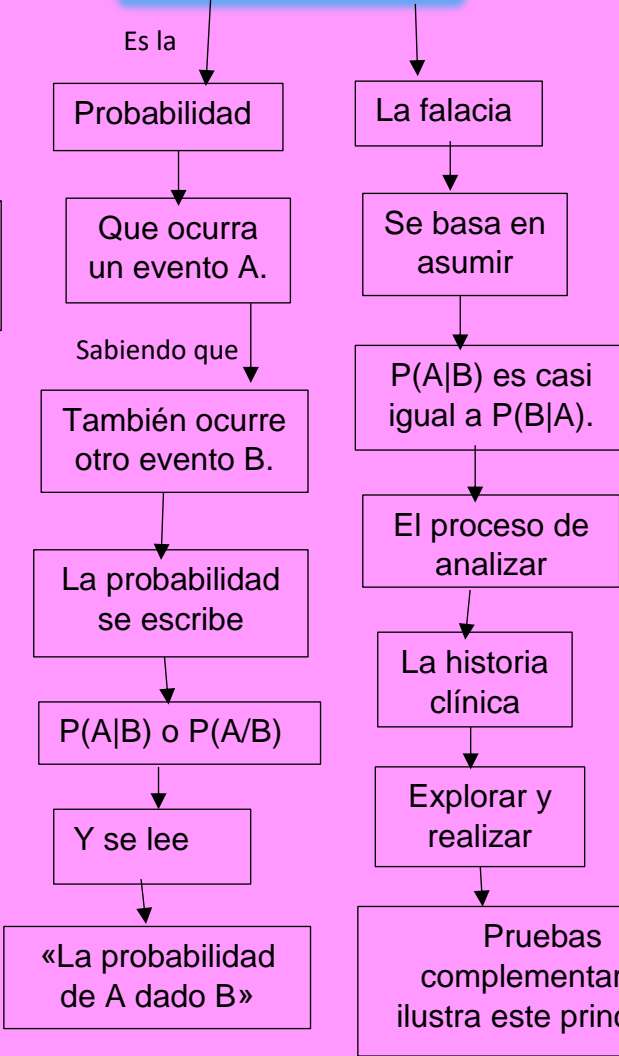 Es la
Probabilidad
Que ocurra
un evento A.
Sabiendo que
También ocurre
otro evento B.
La probabilidad
se escribe
P(A|B) o P(A/B)
Y se lee
«La probabilidad
de A dado B»
La falacia
Se basa en
asumir
P(A|B) es casi
igual a P(B|A).
El proceso de
analizar
La historia
clínica
Explorar y
realizar
Pruebas
ilustra este